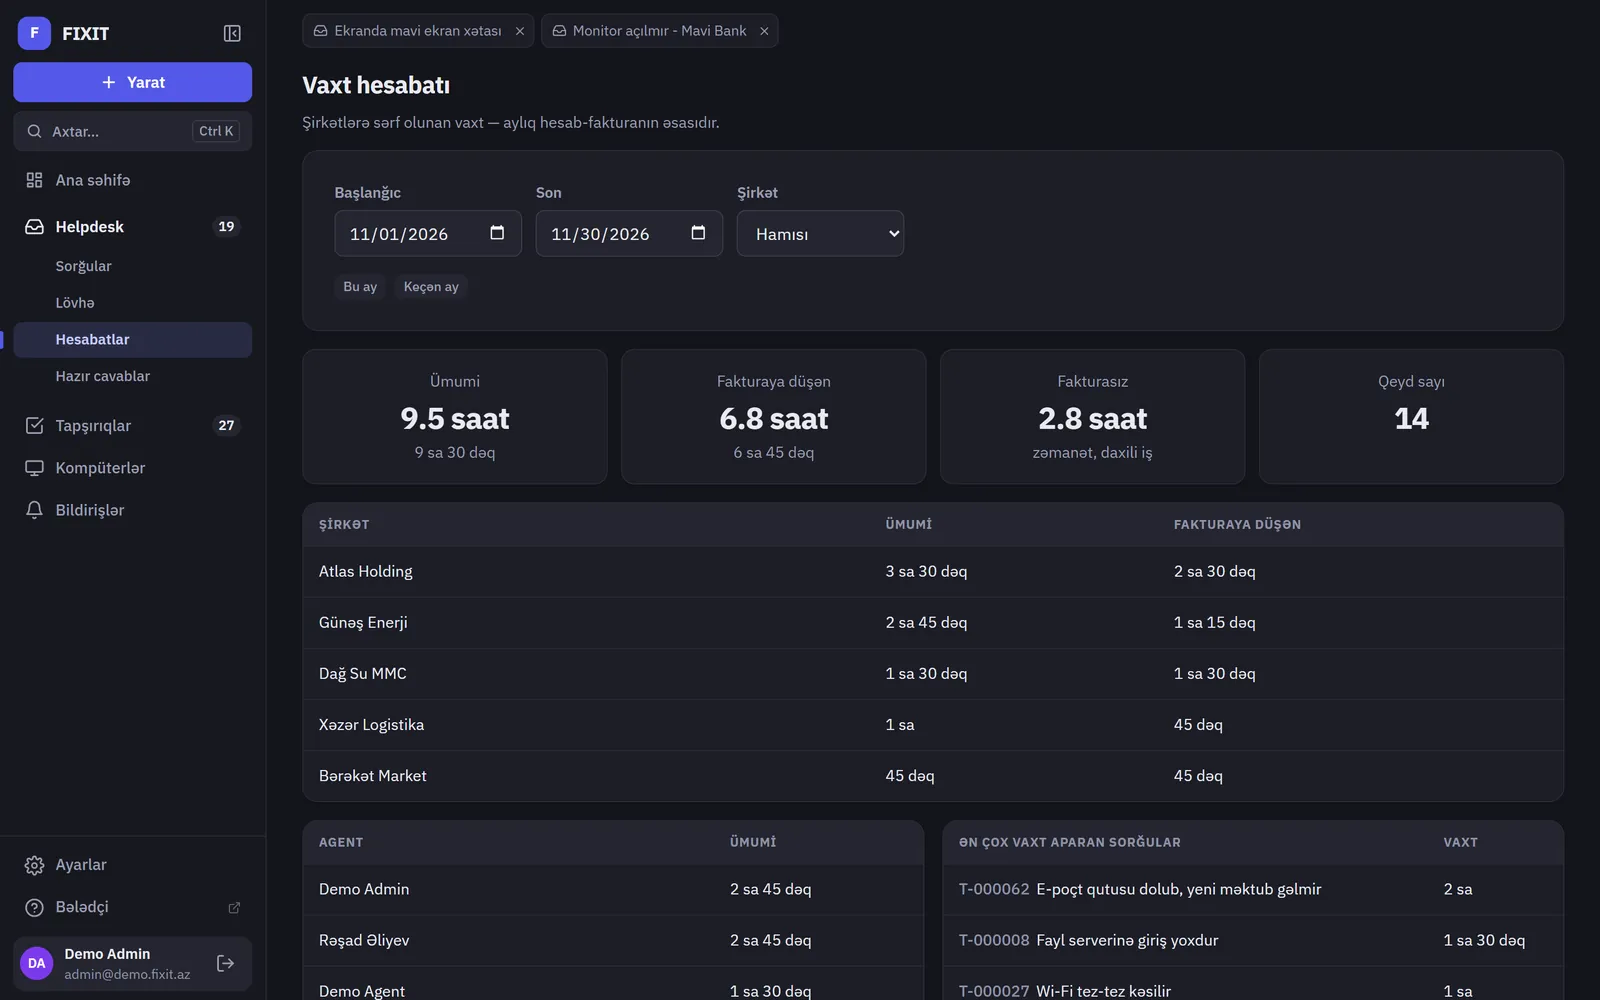 F FIXIT
Yarat
Axtar... Ctrl K
Ana səhifə
Helpdesk 19
Sorğular
Lövhə
Hesabatlar
Hazır cavablar
Tapşırıqlar 27
Kompüterlər
Bildirişlər
Ayarlar
Bələdçi
DA Demo Admin
admin@demo.fixit.az
Ekranda mavi ekran xətası
Monitor açılmır - Mavi Bank
Vaxt hesabatı
Şirkətlərə sərf olunan vaxt — aylıq hesab-fakturanın əsasıdır.
Başlanğıc Son Şirkət
11/01/2026 11/30/2026 Hamısı
Bu ay Keçən ay
Ümumi
9.5 saat
9 sa 30 dəq
Fakturaya düşən
6.8 saat
6 sa 45 dəq
Fakturasız
2.8 saat
zəmanət, daxili iş
Qeyd sayı
14
ŞİRKƏT ÜMUMİ FAKTURAYA DÜŞƏN
Atlas Holding 3 sa 30 dəq 2 sa 30 dəq
Günəş Enerji 2 sa 45 dəq 1 sa 15 dəq
Dağ Su MMC 1 sa 30 dəq 1 sa 30 dəq
Xəzər Logistika 1 sa 45 dəq
Bərəkət Market 45 dəq 45 dəq
AGENT ÜMUMİ
Demo Admin 2 sa 45 dəq
Rəşad Əliyev 2 sa 45 dəq
Demo Agent 1 sa 30 dəq
ƏN ÇOX VAXT APARAN SORĞULAR VAXT
T-000062 E-poçt qutusu dolub, yeni məktub gəlmir 2 sa
T-000008 Fayl serverinə giriş yoxdur 1 sa 30 dəq
T-000027 Wi-Fi tez-tez kəsilir 1 sa